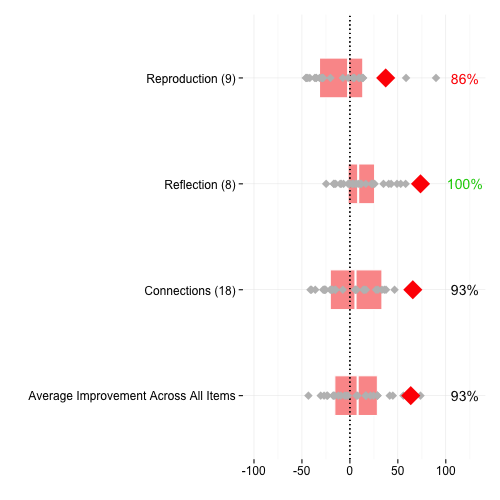 Reproduction (9)
86%
Reflection (8)
100%
Connections (18)
93%
Average Improvement Across All Items
93%
-100 -50 0 50 100